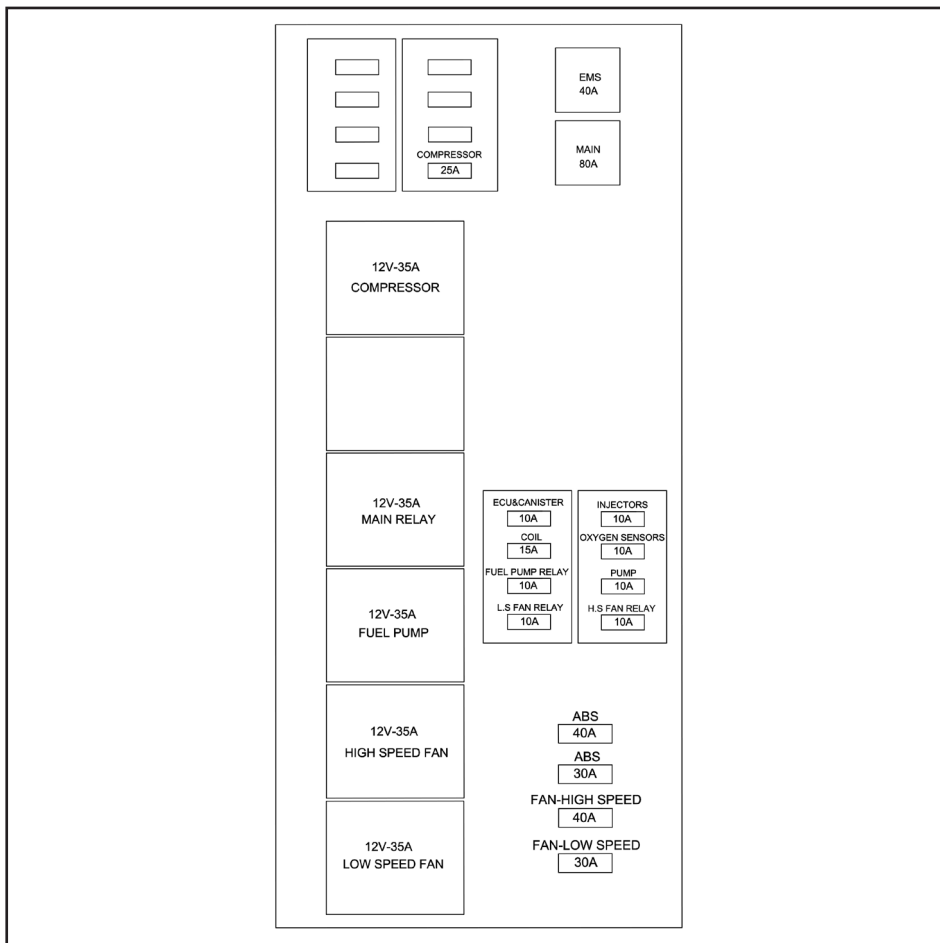 EMS
40A
MAIN
80A
COMPRESSOR
25A
12V-35A
COMPRESSOR
12V-35A
MAIN RELAY
12V-35A
FUEL PUMP
12V-35A
HIGH SPEED FAN
12V-35A
LOW SPEED FAN
ECU&CANISTER
10A
COIL
15A
FUEL PUMP RELAY
10A
L.S FAN RELAY
10A
INJECTORS
10A
OXYGEN SENSORS
10A
PUMP
10A
H.S FAN RELAY
10A
ABS
40A
ABS
30A
FAN-HIGH SPEED
40A
FAN-LOW SPEED
30A